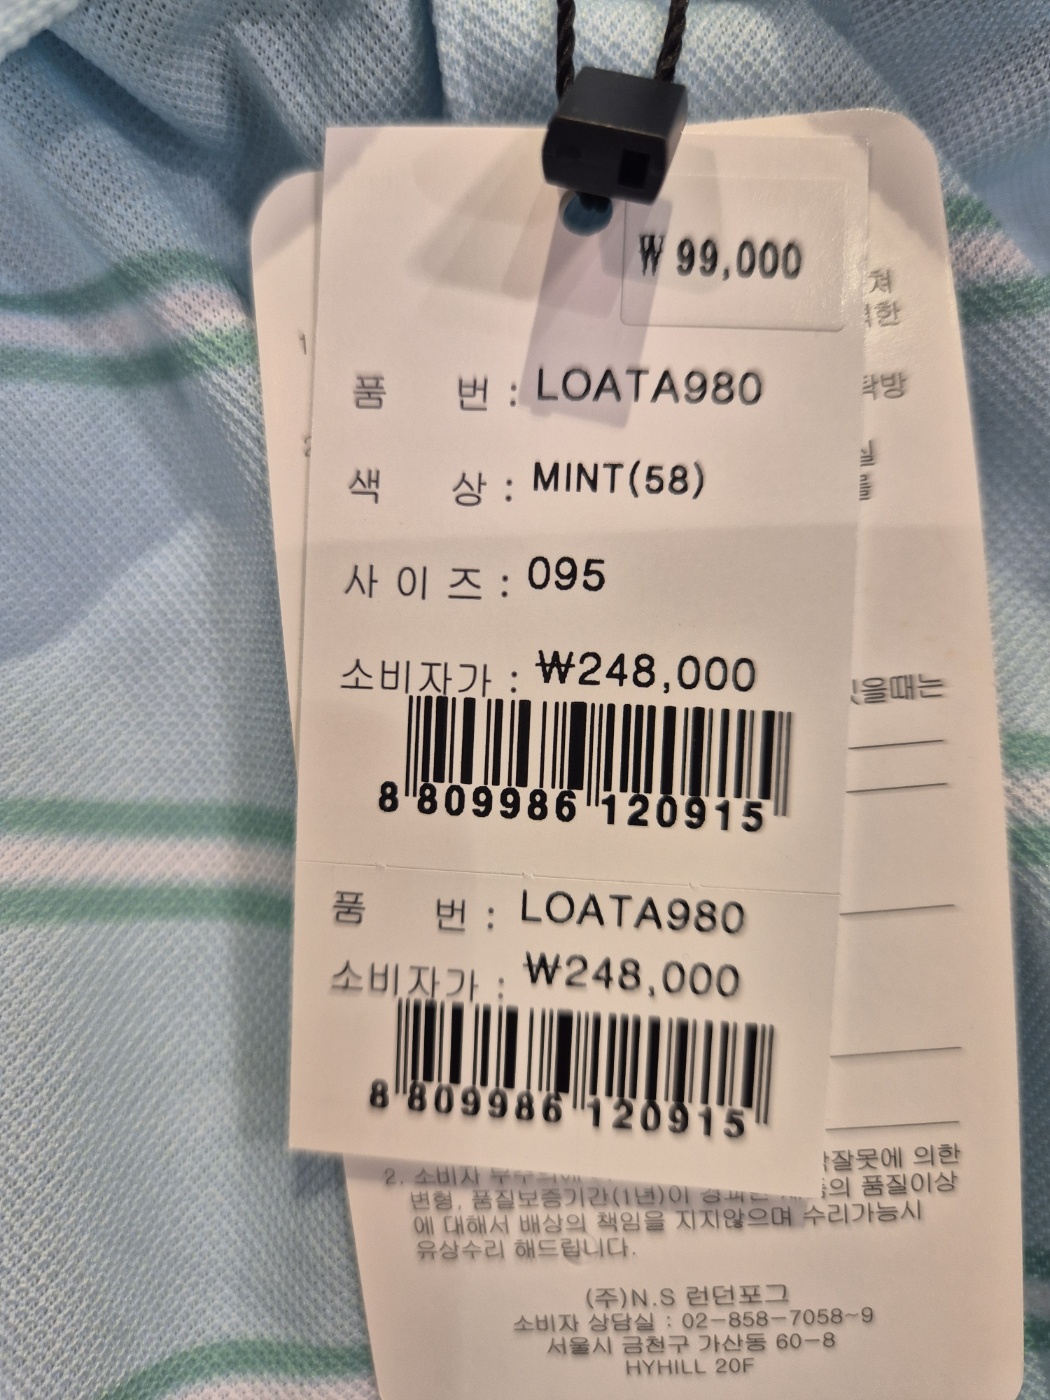 ₩ 99,000
품 번 : LOATA980
색 상 : MINT(58)
사 이 즈 : 095
소비자가 : ₩248,000
8 809986 120915
품 번 : LOATA980
소비자가 : ₩248,000
8 809986 120915
있을때는
잘못에 의한
2. 소비자 품질이상
변형, 품질보증기간(1년)이
에 대해서 배상의 책임을 지지않으며 수리가능시
유상수리 해드립니다.
(주)N.S 런던포그
소비자 상담실 : 02-858-7058~9
서울시 금천구 가산동 60-8
HYHILL 20F